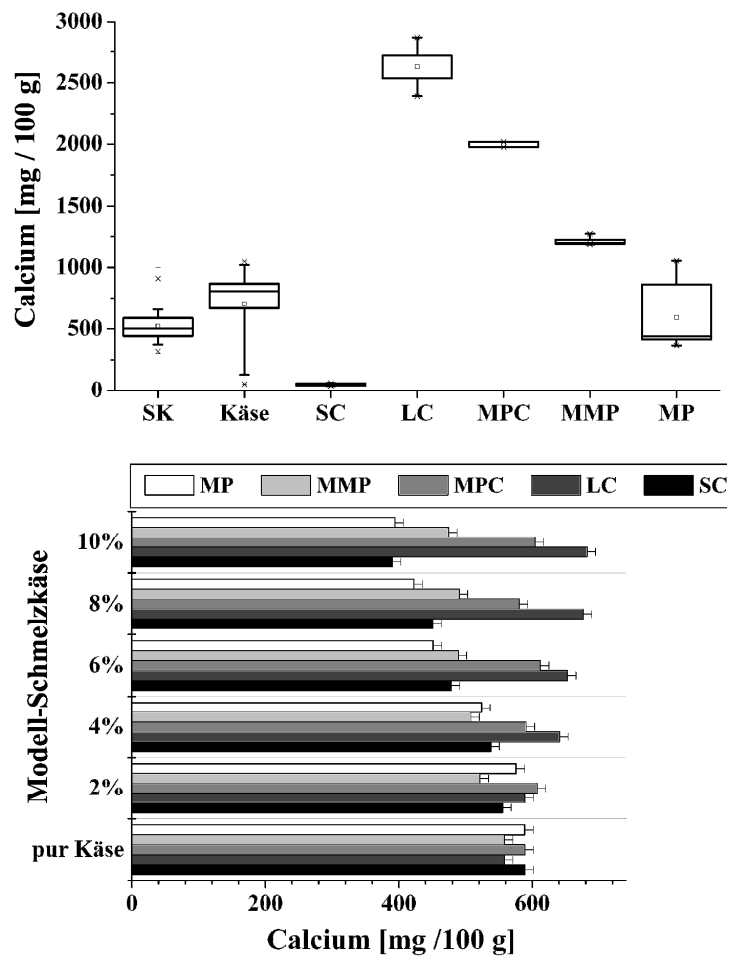 3000
2500
2000
1500
1000
500
0
Calcium [mg / 100 g]
SK Käse SC LC MPC MMP MP
MP MMP MPC LC SC
10%
8%
6%
4%
2%
pur Käse
Modell-Schmelzkäse
0 200 400 600
Calcium [mg /100 g]